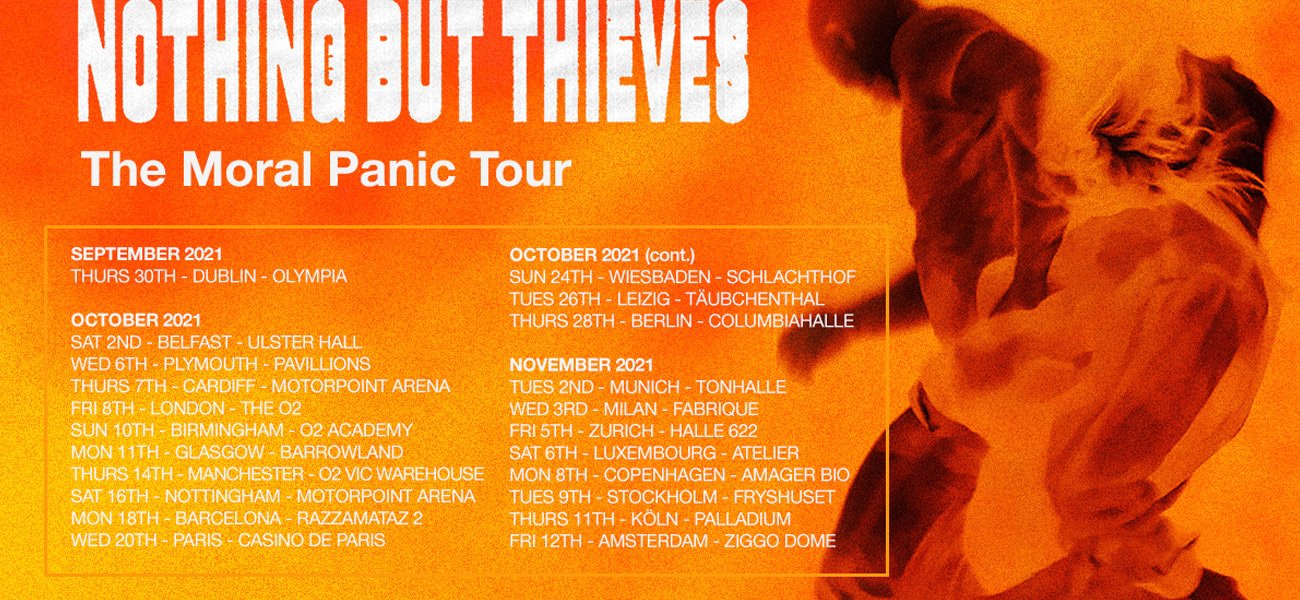 NOTHING BUT THIEVES
The Moral Panic Tour
SEPTEMBER 2021
THURS 30TH - DUBLIN - OLYMPIA
OCTOBER 2021
SAT 2ND - BELFAST - ULSTER HALL
WED 6TH - PLYMOUTH - PAVILLIONS
THURS 7TH - CARDIFF - MOTORPOINT ARENA
FRI 8TH - LONDON - THE O2
SUN 10TH - BIRMINGHAM - O2 ACADEMY
MON 11TH - GLASGOW - BARROWLAND
THURS 14TH - MANCHESTER - O2 VIC WAREHOUSE
SAT 16TH - NOTTINGHAM - MOTORPOINT ARENA
MON 18TH - BARCELONA - RAZZAMATAZ 2
WED 20TH - PARIS - CASINO DE PARIS
OCTOBER 2021 (cont.)
SUN 24TH - WIESBADEN - SCHLACHTHOF
TUES 26TH - LEIZIG - TÄUBCHENTHAL
THURS 28TH - BERLIN - COLUMBIAHALLE
NOVEMBER 2021
TUES 2ND - MUNICH - TONHALLE
WED 3RD - MILAN - FABRIQUE
FRI 5TH - ZURICH - HALLE 622
SAT 6TH - LUXEMBOURG - ATELIER
MON 8TH - COPENHAGEN - AMAGER BIO
TUES 9TH - STOCKHOLM - FRYSHUSET
THURS 11TH - KÖLN - PALLADIUM
FRI 12TH - AMSTERDAM - ZIGGO DOME